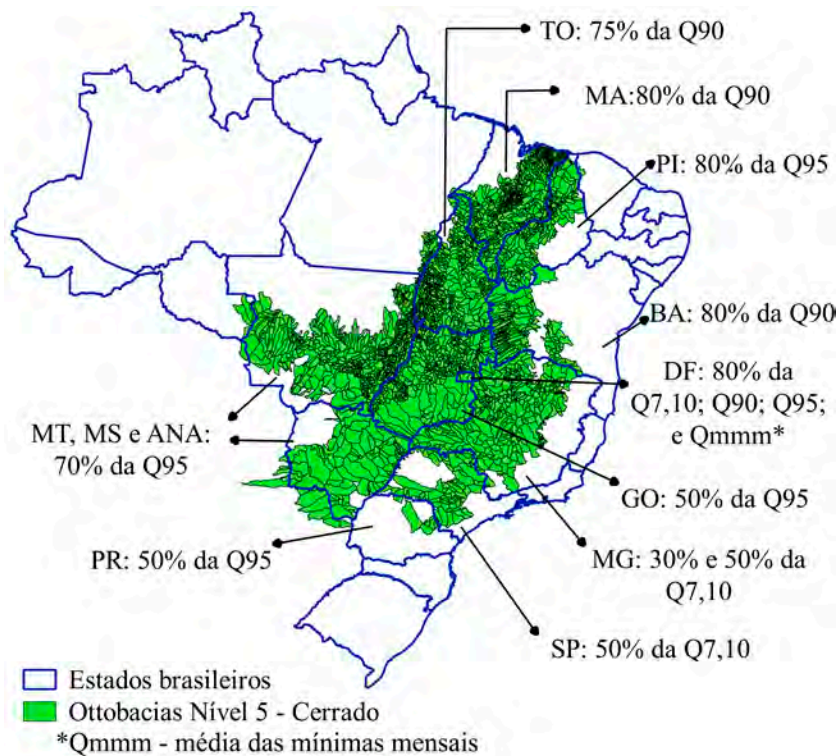 TO: 75% da Q90
MA:80% da Q90
PI: 80% da Q95
BA: 80% da Q90
DF: 80% da
Q7,10; Q90; Q95;
e Qmmm*
MT, MS e ANA:
70% da Q95
GO: 50% da Q95
PR: 50% da Q95
MG: 30% e 50% da
Q7,10
SP: 50% da Q7,10
Estados brasileiros
Ottobacias Nível 5 - Cerrado
*Qmmm - média das mínimas mensais